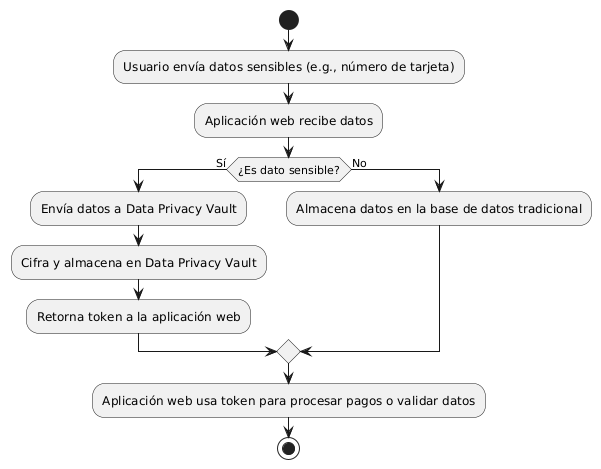 Usuario envía datos sensibles (e.g., número de tarjeta)
Aplicación web recibe datos
¿Es dato sensible?
Sí
No
Envía datos a Data Privacy Vault
Almacena datos en la base de datos tradicional
Cifra y almacena en Data Privacy Vault
Retorna token a la aplicación web
Aplicación web usa token para procesar pagos o validar datos